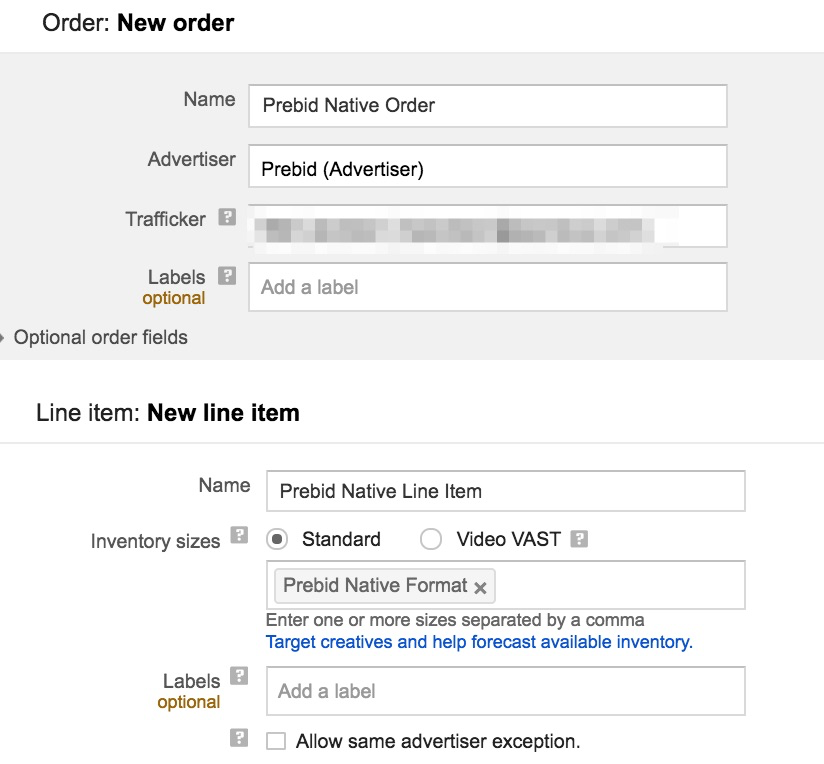 Order: New order
Name
Prebid Native Order
Advertiser
Prebid (Advertiser)
Trafficker ?
Labels ?
optional
Add a label
Optional order fields
Line item: New line item
Name
Prebid Native Line Item
Inventory sizes ?
Standard
Video VAST ?
Prebid Native Format ×
Enter one or more sizes separated by a comma
Target creatives and help forecast available inventory.
Labels ?
optional
Add a label
? Allow same advertiser exception.